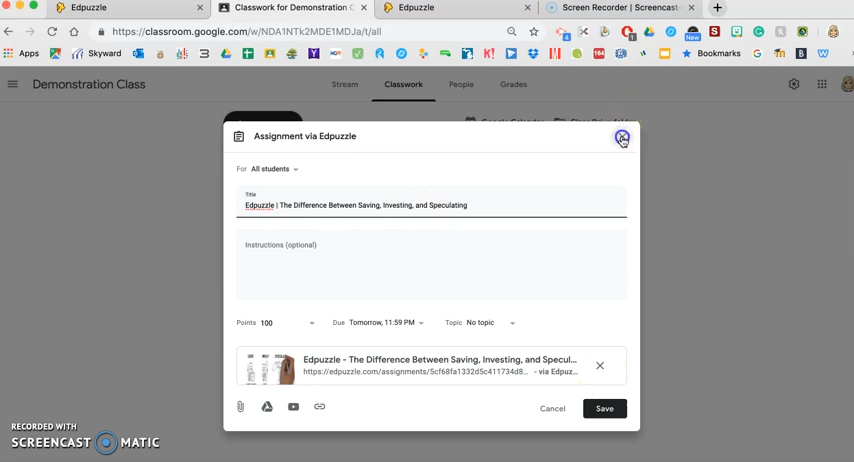 Edpuzzle
Classroom for Demonstration C
Edpuzzle
Screen Recorder | Screencast-
https://classroom.google.com/w/NDA1NTk2MDE1MDJa/t/all
Apps
Skyward
Bookmarks
Demonstration Class
Stream
Classwork
People
Grades
Assignment via Edpuzzle
For All students
Title
Edpuzzle | The Difference Between Saving, Investing, and Speculating
Instructions (optional)
Points 100
Due Tomorrow, 11:59 PM
Topic No topic
Edpuzzle - The Difference Between Saving, Investing, and Specul...
https://edpuzzle.com/assignments/5cf68fa1332d5c411734d8... - via Edpuz...
Cancel
Save
RECORDED WITH
SCREENCAST MATIC